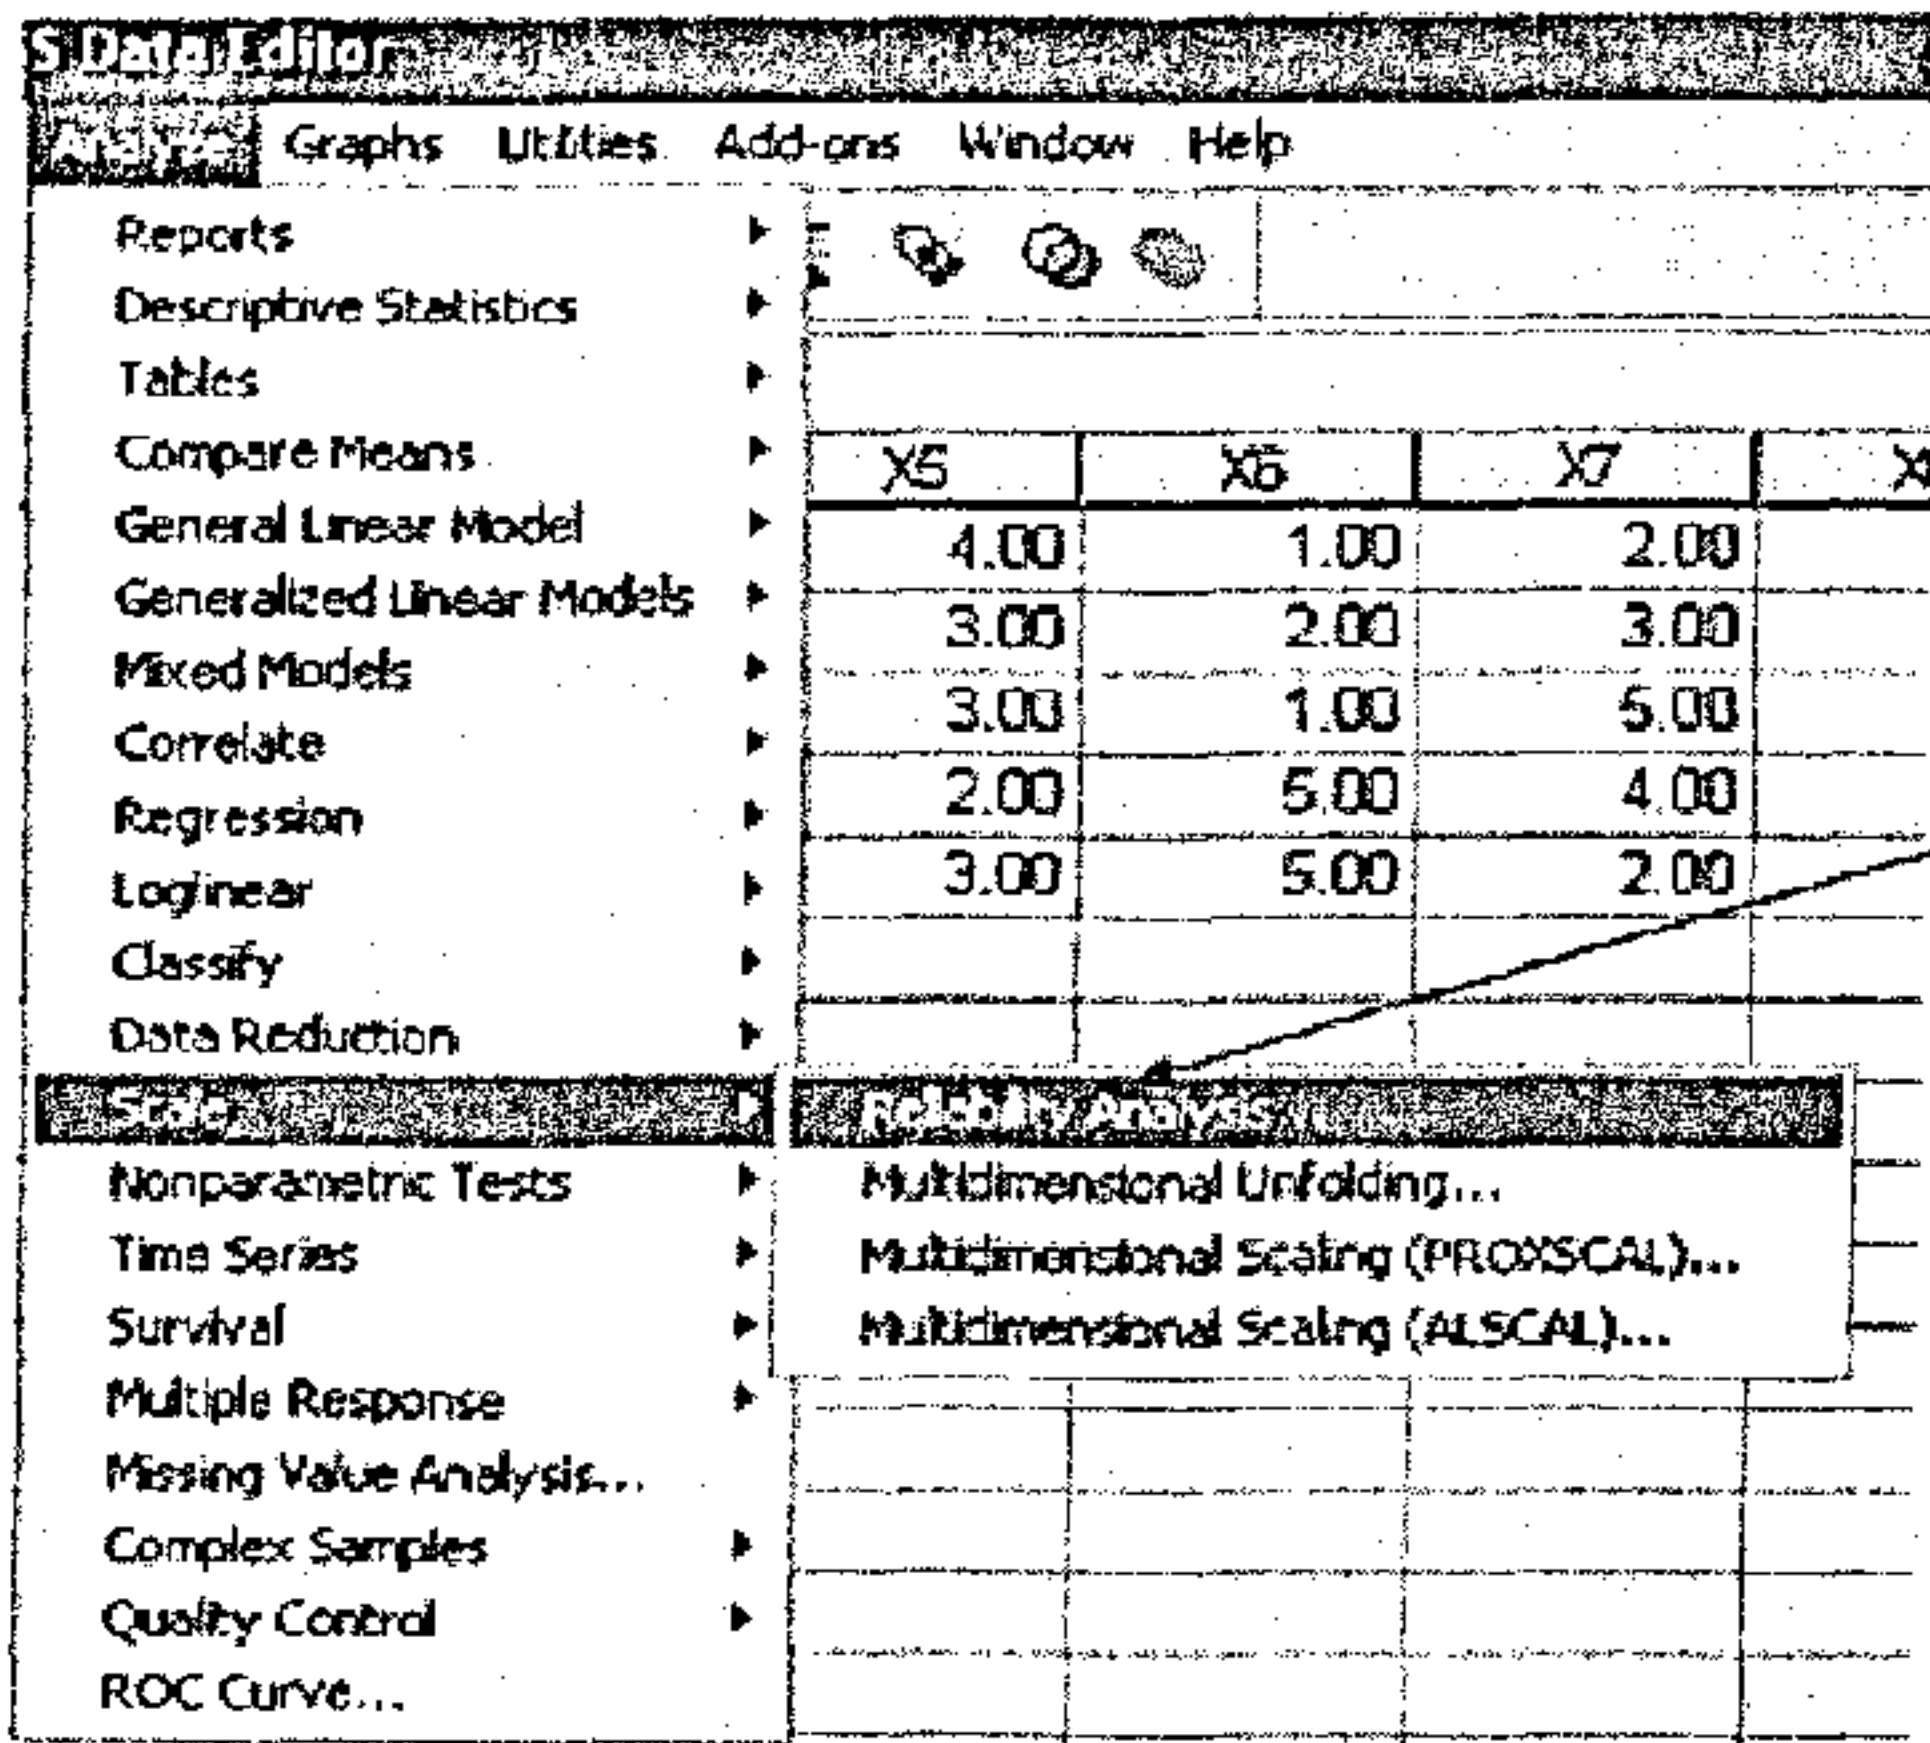 S Data Editor
Analyze Graphs Utilities Add-ons Window Help
Reports
Descriptive Statistics
Tables
Compare Means
General Linear Model
Generalized Linear Models
Mixed Models
Correlate
Regression
Loglinear
Classify
Data Reduction
Scale
Nonparametric Tests
Time Series
Survival
Multiple Response
Missing Value Analysis...
Complex Samples
Quality Control
ROC Curve...
X5 X6 X7
4.00 1.00 2.00
3.00 2.00 3.00
3.00 1.00 5.00
2.00 5.00 4.00
3.00 5.00 2.00
Reliability Analysis...
Multidimensional Unfolding...
Multidimensional Scaling (PROXSCAL)...
Multidimensional Scaling (ALSCAL)...